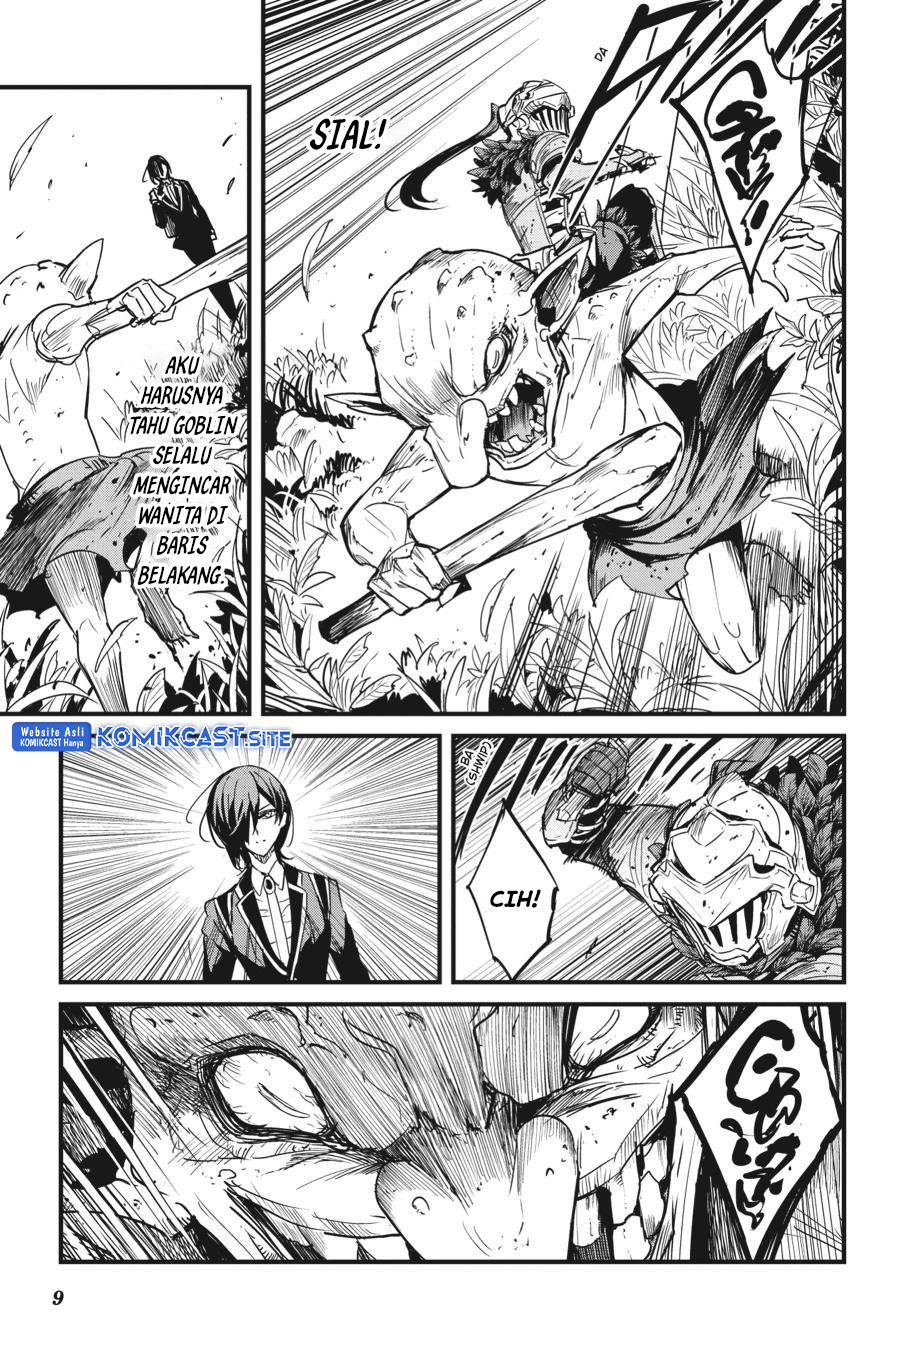 DA
SIAL!
AKU
HARUSNYA
TAHU GOBLIN
SELALU
MENGINCAR
WANITA DI
BARIS
BELAKANG.
Website Asli
KOMIKCAST Hanya
KOMIKCAST.SITE
BA
(SHWIP)
CIH!
9